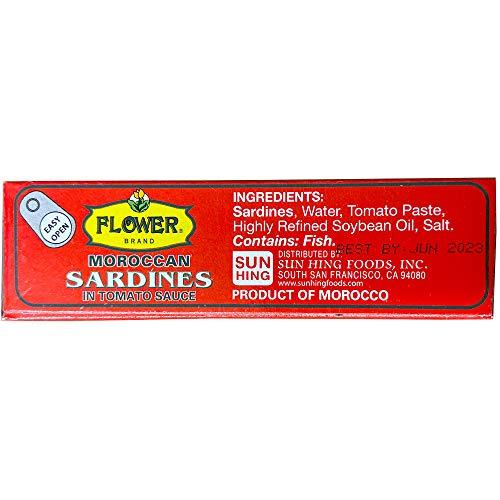 EASY
OPEN
FLOWER®
BRAND
MOROCCAN
SARDINES
IN TOMATO SAUCE
INGREDIENTS:
Sardines, Water, Tomato Paste,
Highly Refined Soybean Oil, Salt.
Contains: Fish.
BEST BY: JUN 2023
SUN
HING
DISTRIBUTED BY:
SUN HING FOODS, INC.
SOUTH SAN FRANCISCO, CA 94080
www.sunhingfoods.com
PRODUCT OF MOROCCO